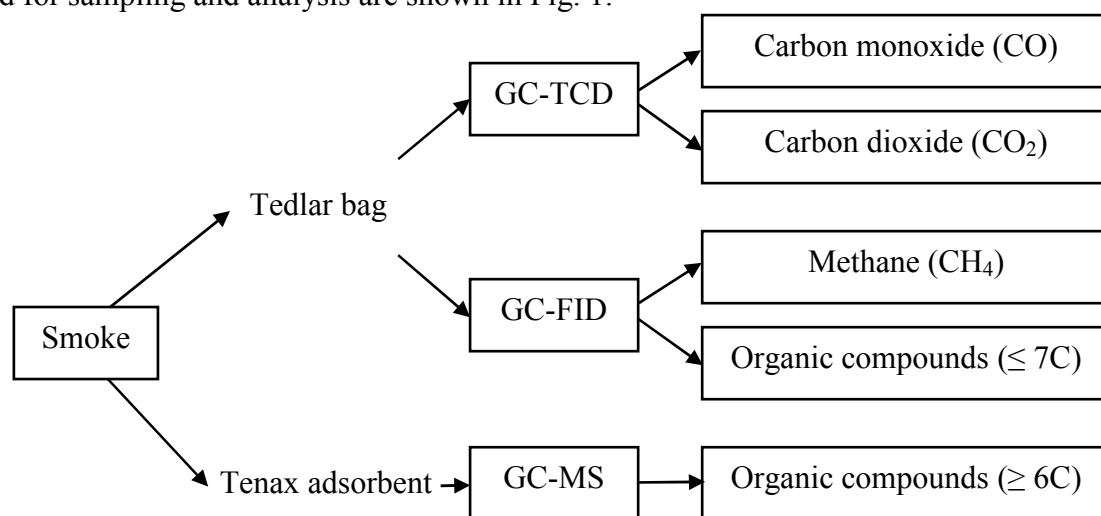 d for sampling and analysis are shown in Fig. 1.
Carbon monoxide (CO)
GC-TCD
Carbon dioxide (CO₂)
Tedlar bag
Methane (CH₄)
GC-FID
Smoke
Organic compounds (≤ 7C)
Tenax adsorbent
GC-MS
Organic compounds (≥ 6C)